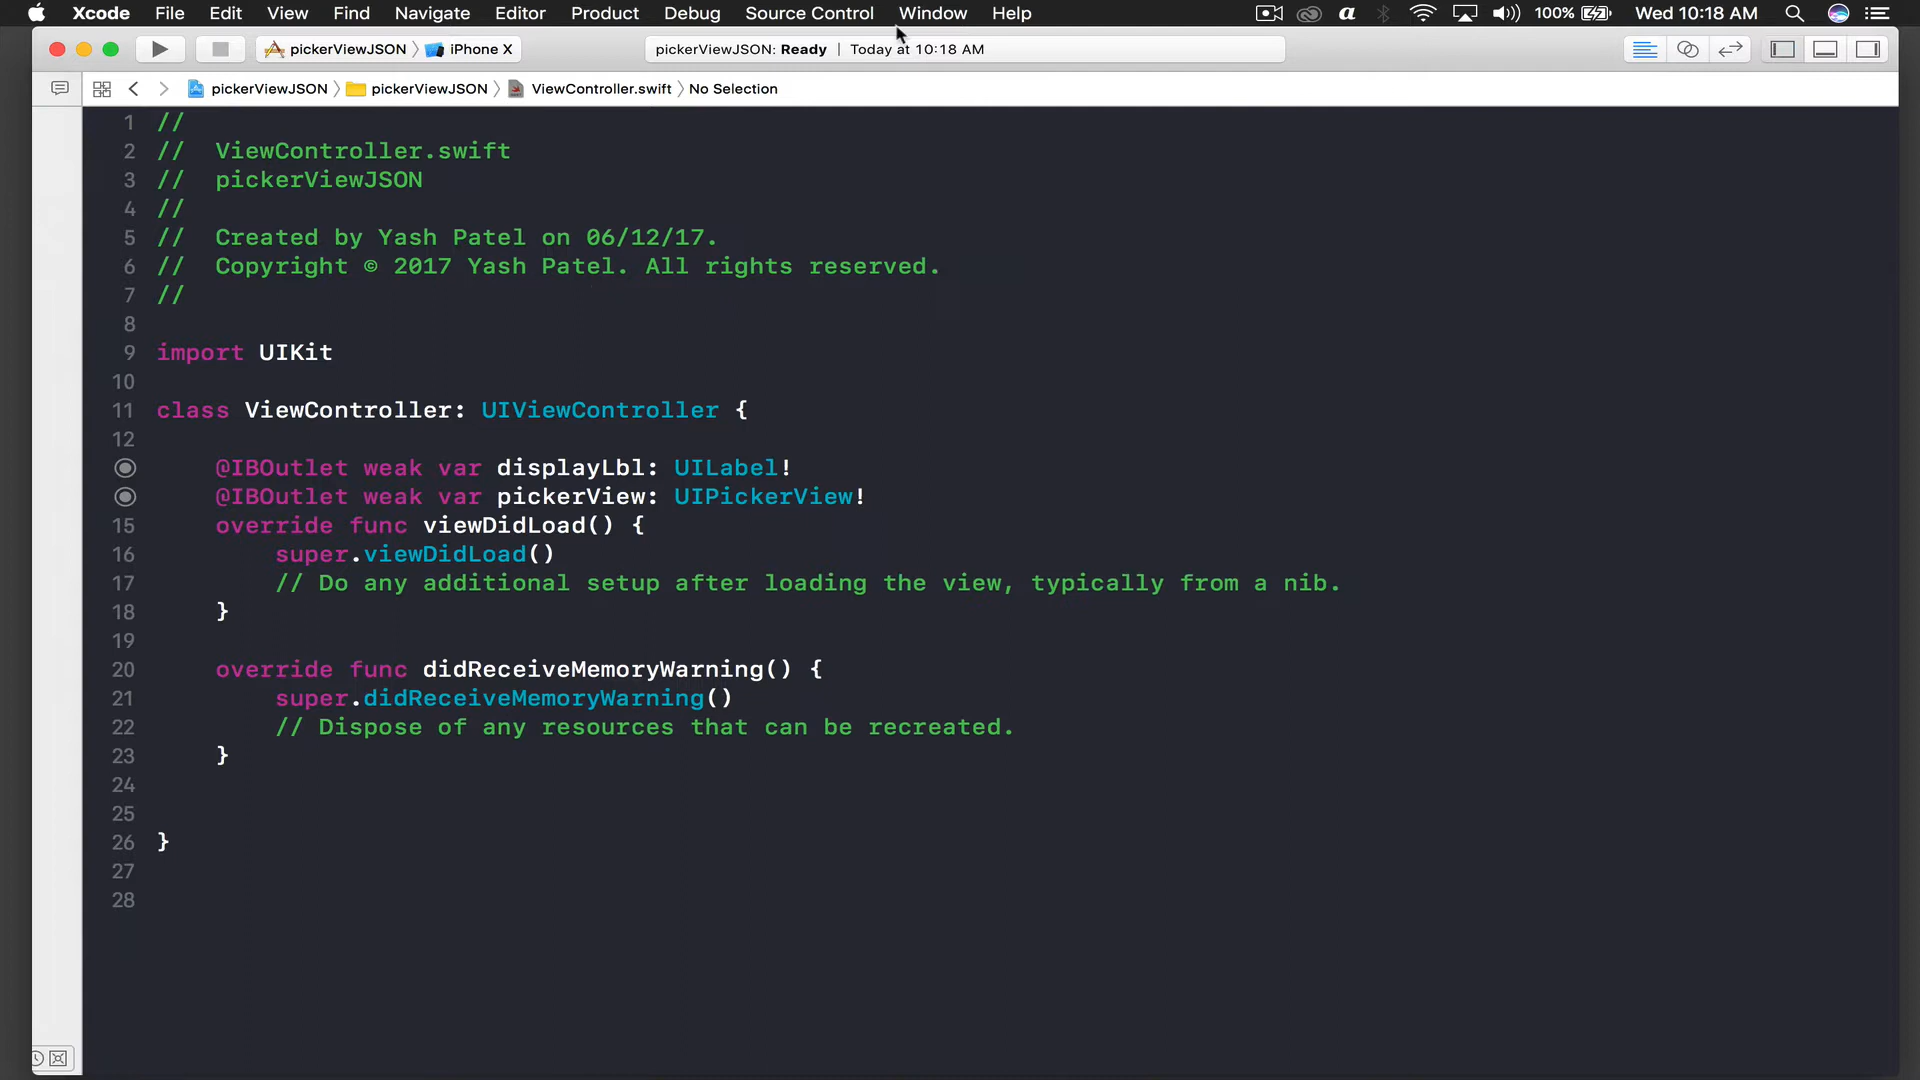 Xcode File Edit View Find Navigate Editor Product Debug Source Control Window Help 100% Wed 10:18 AM
pickerViewJSON iPhone X pickerViewJSON: Ready | Today at 10:18 AM
pickerViewJSON pickerViewJSON ViewController.swift No Selection
1 //
2 //  ViewController.swift
3 //  pickerViewJSON
4 //
5 //  Created by Yash Patel on 06/12/17.
6 //  Copyright © 2017 Yash Patel. All rights reserved.
7 //
8
9 import UIKit
10
11 class ViewController: UIViewController {
12
@IBOutlet weak var displayLbl: UILabel!
@IBOutlet weak var pickerView: UIPickerView!
15 override func viewDidLoad() {
16 super.viewDidLoad()
17 // Do any additional setup after loading the view, typically from a nib.
18 }
19
20 override func didReceiveMemoryWarning() {
21 super.didReceiveMemoryWarning()
22 // Dispose of any resources that can be recreated.
23 }
24
25
26 }
27
28